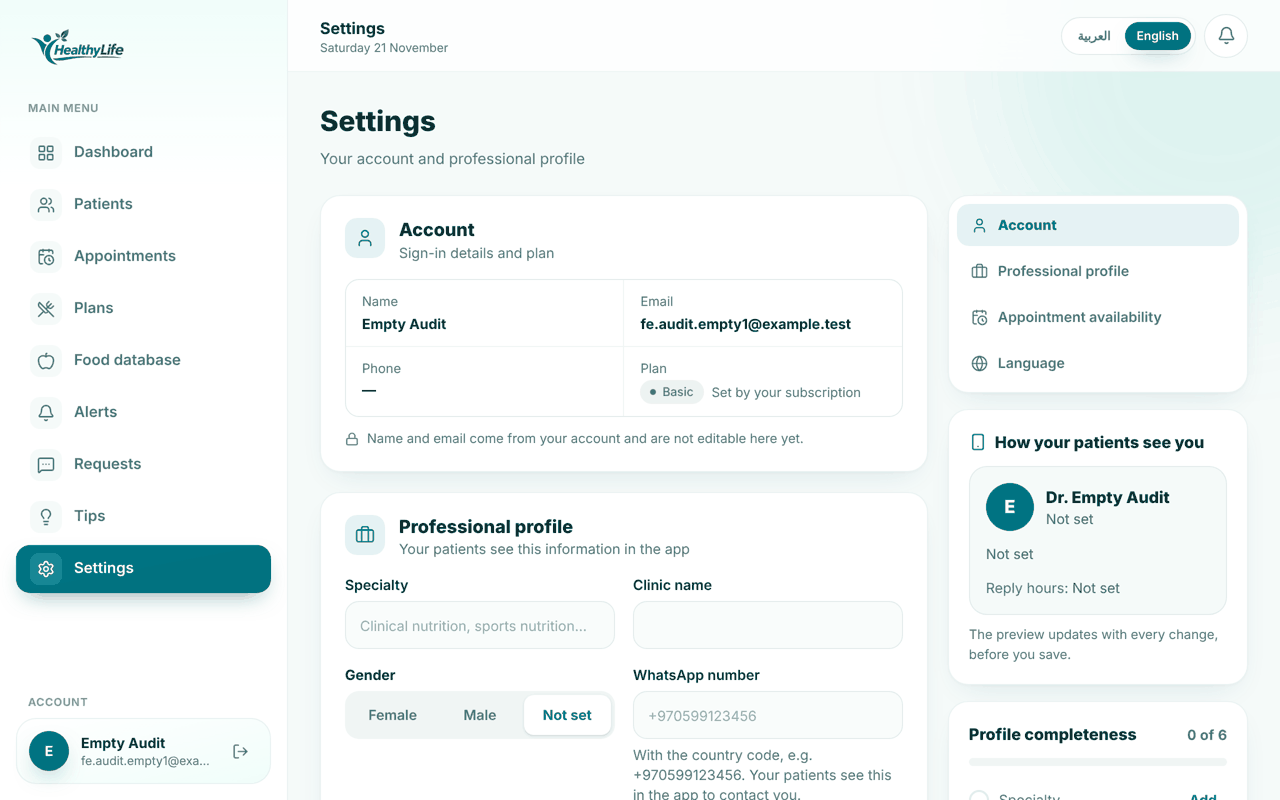 HealthyLife
MAIN MENU
Dashboard
Patients
Appointments
Plans
Food database
Alerts
Requests
Tips
Settings
ACCOUNT
E
Empty Audit
fe.audit.empty1@exa...
Settings
Saturday 21 November
العربية
English
Settings
Your account and professional profile
Account
Sign-in details and plan
Name
Empty Audit
Email
fe.audit.empty1@example.test
Phone
—
Plan
Basic Set by your subscription
Name and email come from your account and are not editable here yet.
Professional profile
Your patients see this information in the app
Specialty
Clinical nutrition, sports nutrition...
Clinic name
Gender
Female Male Not set
WhatsApp number
+970599123456
With the country code, e.g.
+970599123456. Your patients see this
in the app to contact you.
Account
Professional profile
Appointment availability
Language
How your patients see you
E
Dr. Empty Audit
Not set
Not set
Reply hours: Not set
The preview updates with every change,
before you save.
Profile completeness 0 of 6
Specialty Add